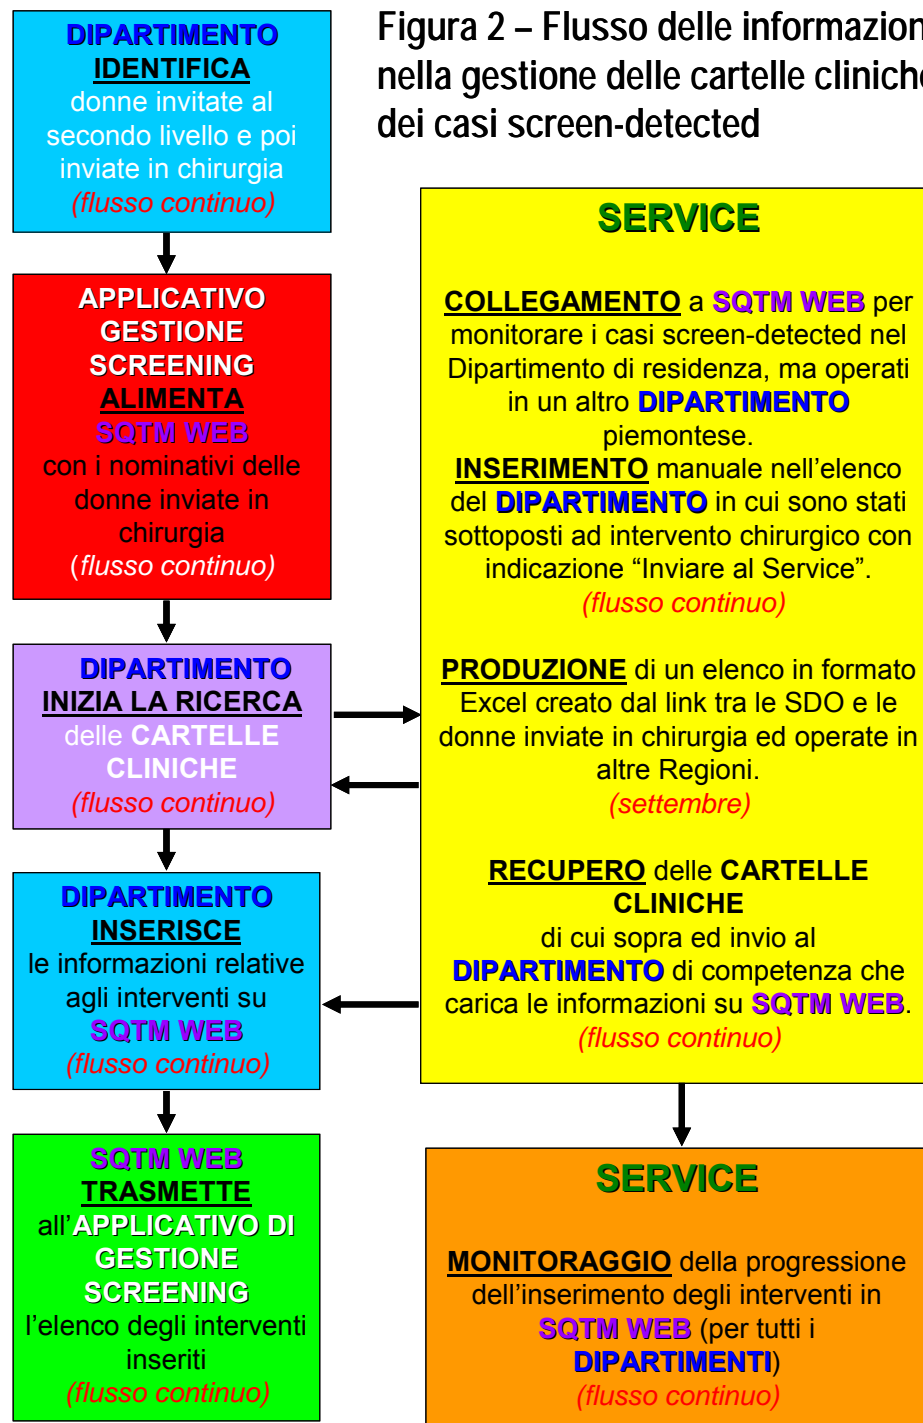 Figura 2 – Flusso delle informazion
nella gestione delle cartelle cliniche
dei casi screen-detected
DIPARTIMENTO
IDENTIFICA
donne invitate al
secondo livello e poi
inviate in chirurgia
(flusso continuo)
APPLICATIVO
GESTIONE
SCREENING
ALIMENTA
SQTM WEB
con i nominativi delle
donne inviate in
chirurgia
(flusso continuo)
DIPARTIMENTO
INIZIA LA RICERCA
delle CARTELLE
CLINICHE
(flusso continuo)
DIPARTIMENTO
INSERISCE
le informazioni relative
agli interventi su
SQTM WEB
(flusso continuo)
SQTM WEB
TRASMETTE
all'APPLICATIVO DI
GESTIONE
SCREENING
l'elenco degli interventi
inseriti
(flusso continuo)
SERVICE
COLLEGAMENTO a SQTM WEB per
monitorare i casi screen-detected nel
Dipartimento di residenza, ma operati
in un altro DIPARTIMENTO
piemontese.
INSERIMENTO manuale nell'elenco
del DIPARTIMENTO in cui sono stati
sottoposti ad intervento chirurgico con
indicazione “Inviare al Service”.
(flusso continuo)
PRODUZIONE di un elenco in formato
Excel creato dal link tra le SDO e le
donne inviate in chirurgia ed operate in
altre Regioni.
(settembre)
RECUPERO delle CARTELLE
CLINICHE
di cui sopra ed invio al
DIPARTIMENTO di competenza che
carica le informazioni su SQTM WEB.
(flusso continuo)
SERVICE
MONITORAGGIO della progressione
dell'inserimento degli interventi in
SQTM WEB (per tutti i
DIPARTIMENTI)
(flusso continuo)